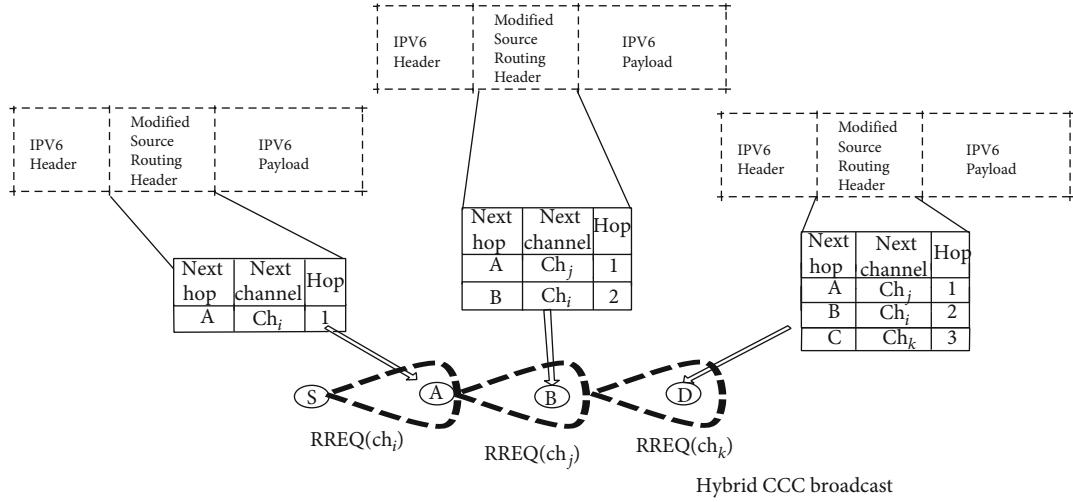 IPV6 Header
Modified Source Routing Header
IPV6 Payload
IPV6 Header
Modified Source Routing Header
IPV6 Payload
IPV6 Header
Modified Source Routing Header
IPV6 Payload
Next hop Next channel Hop
A Ch_i 1
Next hop Next channel Hop
A Ch_j 1
B Ch_i 2
Next hop Next channel Hop
A Ch_j 1
B Ch_i 2
C Ch_k 3
S
A
B
D
RREQ(ch_i)
RREQ(ch_j)
RREQ(ch_k)
Hybrid CCC broadcast